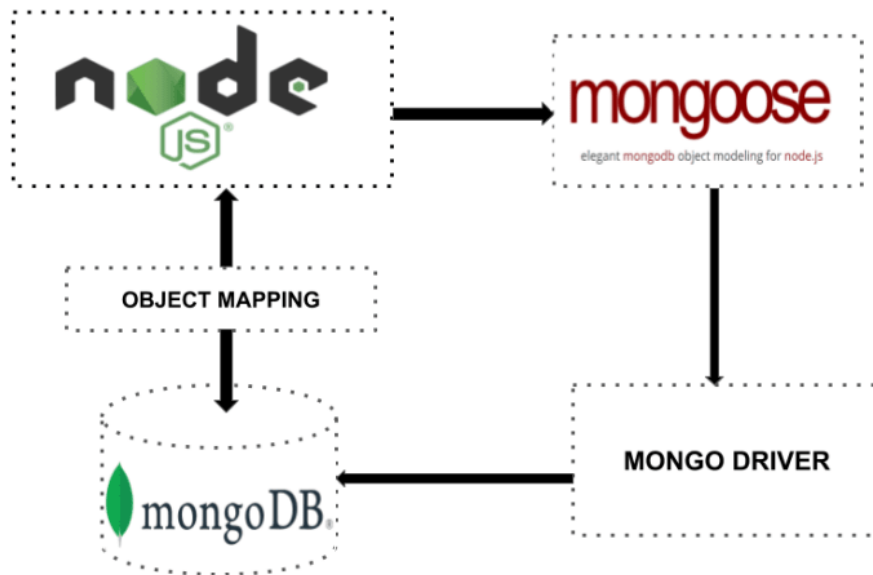 node
JS®
mongoose
elegant mongodb object modeling for node.js
OBJECT MAPPING
MONGO DRIVER
mongoDB®